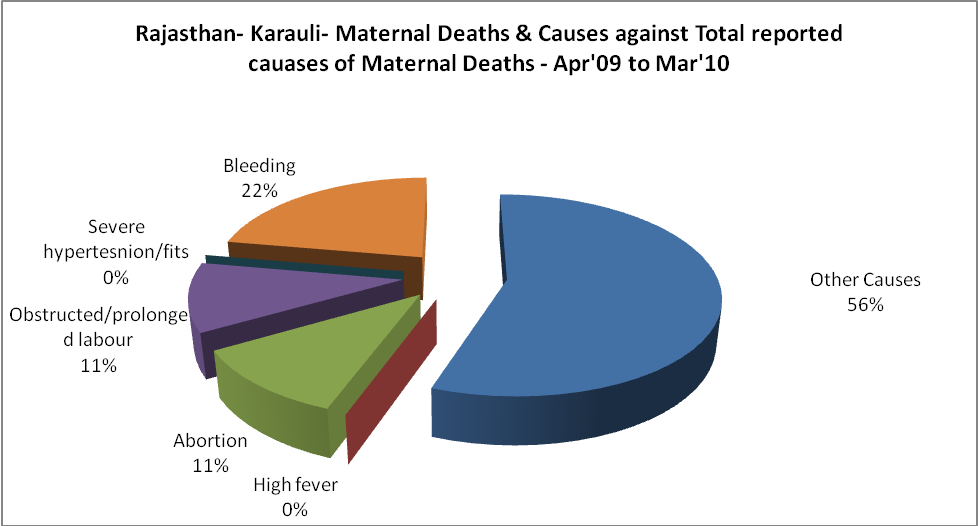 Rajasthan- Karauli- Maternal Deaths & Causes against Total reported
cauases of Maternal Deaths - Apr'09 to Mar'10
Bleeding
22%
Severe
hypertesnion/fits
0%
Obstructed/prolonge
d labour
11%
Abortion
11%
High fever
0%
Other Causes
56%